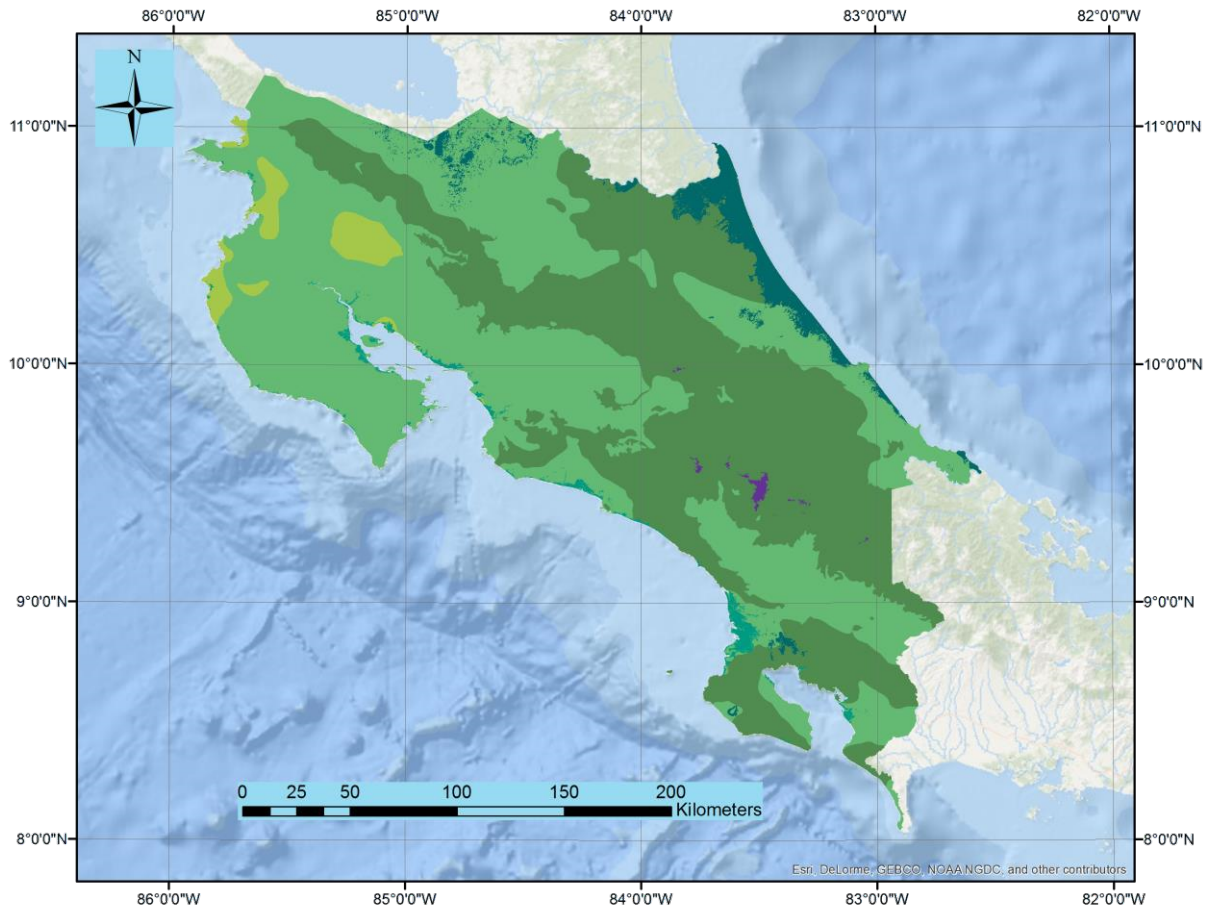 86°0'0"W 85°0'0"W 84°0'0"W 83°0'0"W 82°0'0"W
N
11°0'0"N 11°0'0"N
10°0'0"N 10°0'0"N
9°0'0"N 9°0'0"N
0 25 50 100 150 200
Kilometers
8°0'0"N 8°0'0"N
Esri, DeLorme, GEBCO, NOAA NGDC, and other contributors
86°0'0"W 85°0'0"W 84°0'0"W 83°0'0"W 82°0'0"W